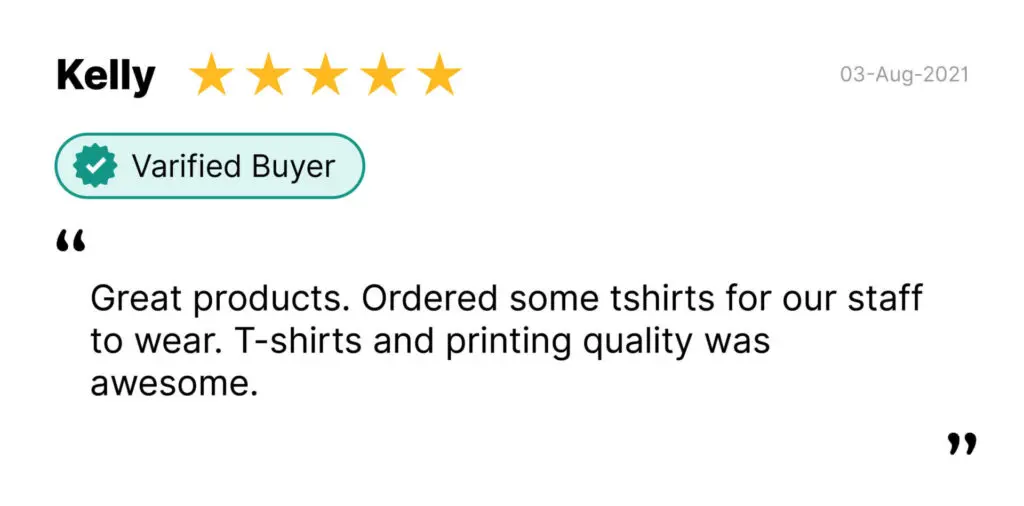 Kelly
03-Aug-2021
Varified Buyer
“
Great products. Ordered some tshirts for our staff
to wear. T-shirts and printing quality was
awesome.
”